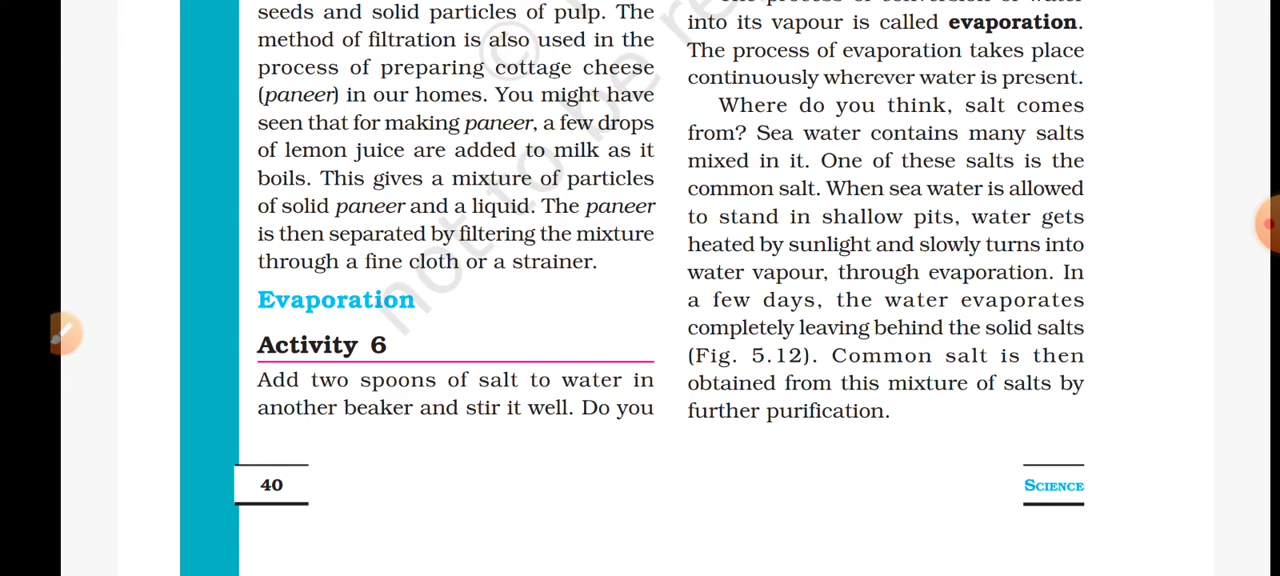 seeds and solid particles of pulp. The
method of filtration is also used in the
process of preparing cottage cheese
(paneer) in our homes. You might have
seen that for making paneer, a few drops
of lemon juice are added to milk as it
boils. This gives a mixture of particles
of solid paneer and a liquid. The paneer
is then separated by filtering the mixture
through a fine cloth or a strainer.
Evaporation
Activity 6
Add two spoons of salt to water in
another beaker and stir it well. Do you
into its vapour is called evaporation.
The process of evaporation takes place
continuously wherever water is present.
Where do you think, salt comes
from? Sea water contains many salts
mixed in it. One of these salts is the
common salt. When sea water is allowed
to stand in shallow pits, water gets
heated by sunlight and slowly turns into
water vapour, through evaporation. In
a few days, the water evaporates
completely leaving behind the solid salts
(Fig. 5.12). Common salt is then
obtained from this mixture of salts by
further purification.
40
SCIENCE
©
not to be re